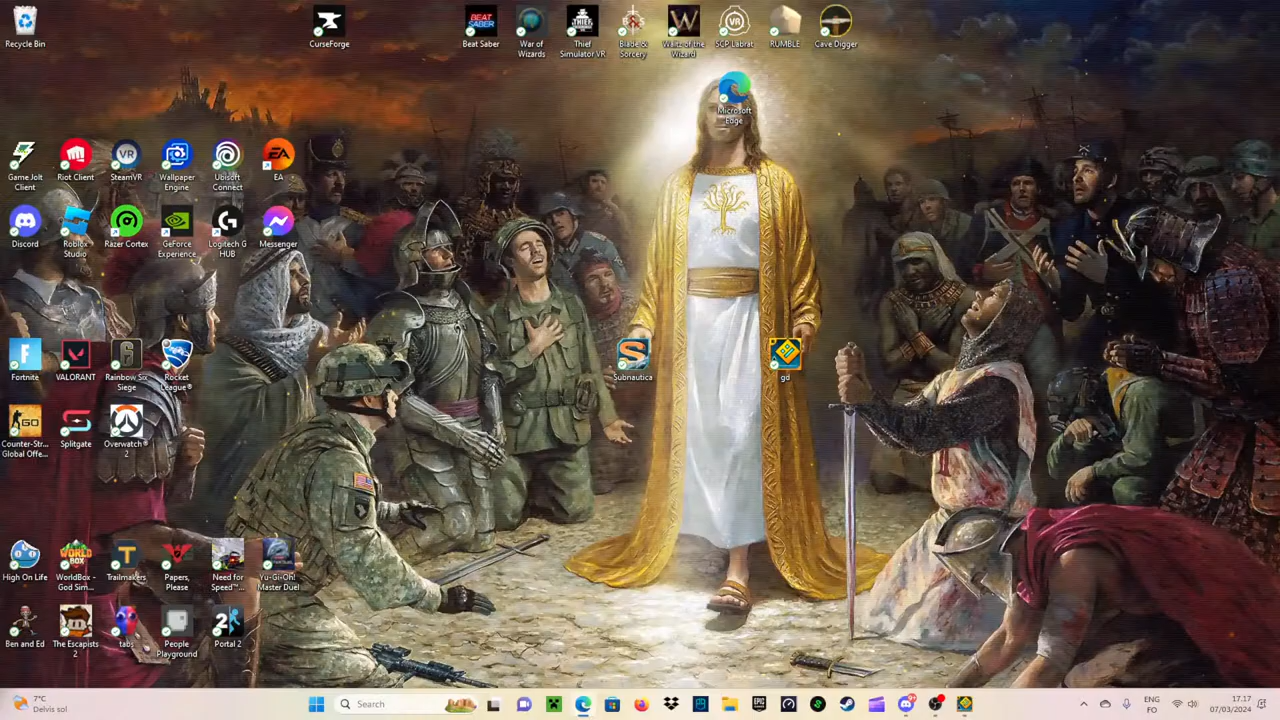 Recycle Bin
CurseForge
Beat Saber
War of
Wizards
Thief
Simulator VR
Blade &
Sorcery
Waltz of the
Wizard
SCP Labrat
RUMBLE
Cave Digger
Microsoft
Edge
Game Jolt
Client
Riot Client
SteamVR
Wallpaper
Engine
Ubisoft
Connect
EA
Discord
Roblox
Studio
Razer Cortex
GeForce
Experience
Logitech G
HUB
Messenger
Subnautica
gd
Fortnite
VALORANT
Rainbow Six
Siege
Rocket
League®
Counter-Str...
Global Offe...
Splitgate
Overwatch®
2
High On Life
WorldBox -
God Sim...
Trailmakers
Papers,
Please
Need for
Speed™...
Yu-Gi-Oh!
Master Duel
Ben and Ed
The Escapists
2
tabs
People
Playground
Portal 2
7°C
Delvis sol
Search
ENG
FO
17.17
07/03/2024